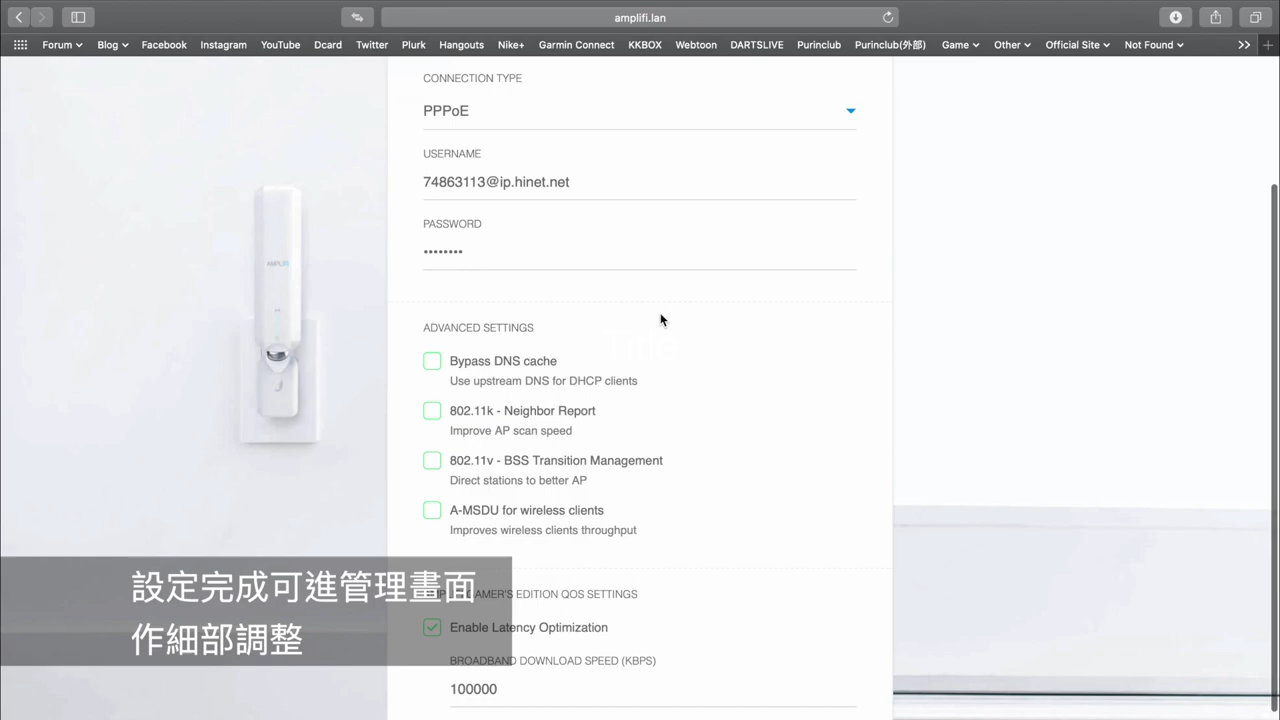 amplifi.lan
Forum Blog Facebook Instagram YouTube Dcard Twitter Plurk Hangouts Nike+ Garmin Connect KKBOX Webtoon DARTSLIVE Purinclub Purinclub(外部) Game Other Official Site Not Found
CONNECTION TYPE
PPPoE
USERNAME
74863113@ip.hinet.net
PASSWORD
••••••••
AMPLIFI
ADVANCED SETTINGS
Title
Bypass DNS cache
Use upstream DNS for DHCP clients
802.11k - Neighbor Report
Improve AP scan speed
802.11v - BSS Transition Management
Direct stations to better AP
A-MSDU for wireless clients
Improves wireless clients throughput
設定完成可進管理畫面
作細部調整
GAMER'S EDITION QOS SETTINGS
Enable Latency Optimization
BROADBAND DOWNLOAD SPEED (KBPS)
100000